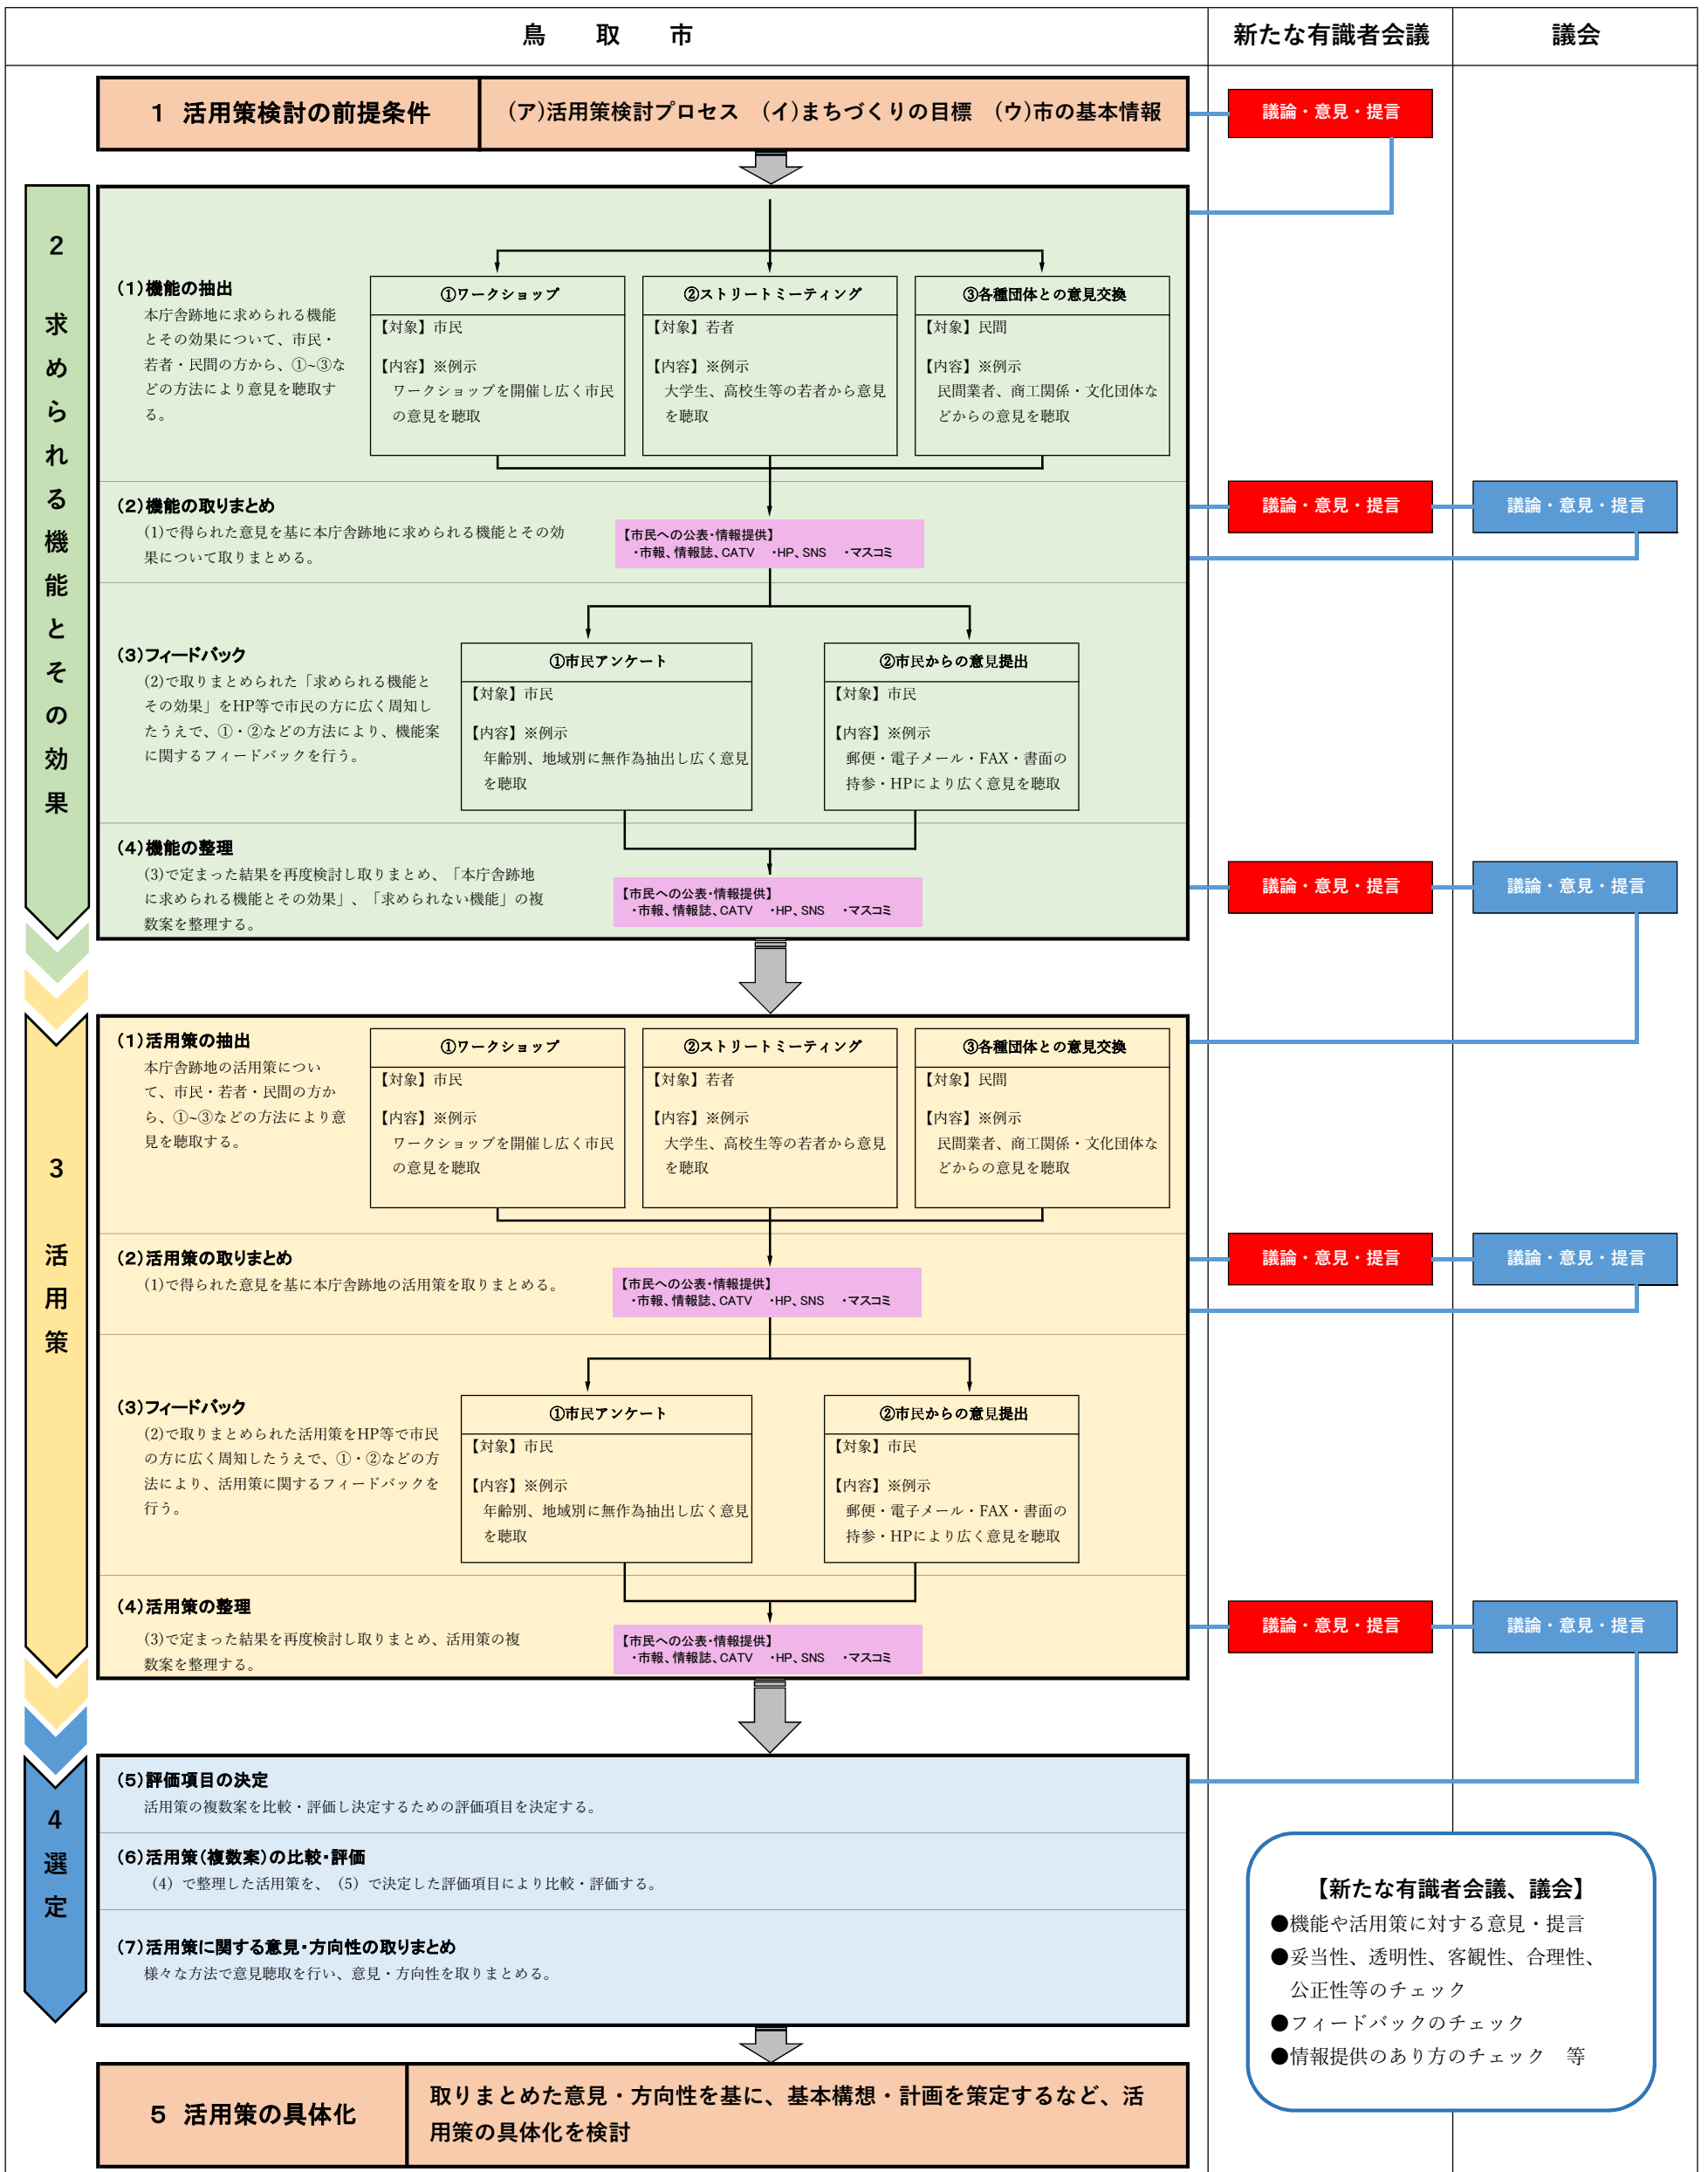 鳥　取　市
新たな有識者会議
議会
1 活用策検討の前提条件
(ア)活用策検討プロセス　(イ)まちづくりの目標　(ウ)市の基本情報
議論・意見・提言
2 求められる機能とその効果
(1)機能の抽出
本庁舎跡地に求められる機能
とその効果について、市民・
若者・民間の方から、①~③な
どの方法により意見を聴取す
る。
①ワークショップ
【対象】市民
【内容】※例示
ワークショップを開催し広く市民
の意見を聴取
②ストリートミーティング
【対象】若者
【内容】※例示
大学生、高校生等の若者から意見
を聴取
③各種団体との意見交換
【対象】民間
【内容】※例示
民間業者、商工関係・文化団体な
どからの意見を聴取
(2)機能の取りまとめ
(1)で得られた意見を基に本庁舎跡地に求められる機能とその効
果について取りまとめる。
【市民への公表・情報提供】
・市報、情報誌、CATV　・HP、SNS　・マスコミ
議論・意見・提言
議論・意見・提言
(3)フィードバック
(2)で取りまとめられた「求められる機能と
その効果」をHP等で市民の方に広く周知し
たうえで、①・②などの方法により、機能案
に関するフィードバックを行う。
①市民アンケート
【対象】市民
【内容】※例示
年齢別、地域別に無作為抽出し広く意見
を聴取
②市民からの意見提出
【対象】市民
【内容】※例示
郵便・電子メール・FAX・書面の
持参・HPにより広く意見を聴取
(4)機能の整理
(3)で定まった結果を再度検討し取りまとめ、「本庁舎跡地
に求められる機能とその効果」、「求められない機能」の複
数案を整理する。
【市民への公表・情報提供】
・市報、情報誌、CATV　・HP、SNS　・マスコミ
議論・意見・提言
議論・意見・提言
3 活用策
(1)活用策の抽出
本庁舎跡地の活用策につい
て、市民・若者・民間の方か
ら、①~③などの方法により意
見を聴取する。
①ワークショップ
【対象】市民
【内容】※例示
ワークショップを開催し広く市民
の意見を聴取
②ストリートミーティング
【対象】若者
【内容】※例示
大学生、高校生等の若者から意見
を聴取
③各種団体との意見交換
【対象】民間
【内容】※例示
民間業者、商工関係・文化団体な
どからの意見を聴取
(2)活用策の取りまとめ
(1)で得られた意見を基に本庁舎跡地の活用策を取りまとめる。
【市民への公表・情報提供】
・市報、情報誌、CATV　・HP、SNS　・マスコミ
議論・意見・提言
議論・意見・提言
(3)フィードバック
(2)で取りまとめられた活用策をHP等で市民
の方に広く周知したうえで、①・②などの方
法により、活用策に関するフィードバックを
行う。
①市民アンケート
【対象】市民
【内容】※例示
年齢別、地域別に無作為抽出し広く意見
を聴取
②市民からの意見提出
【対象】市民
【内容】※例示
郵便・電子メール・FAX・書面の
持参・HPにより広く意見を聴取
(4)活用策の整理
(3)で定まった結果を再度検討し取りまとめ、活用策の複
数案を整理する。
【市民への公表・情報提供】
・市報、情報誌、CATV　・HP、SNS　・マスコミ
議論・意見・提言
議論・意見・提言
4 選定
(5)評価項目の決定
活用策の複数案を比較・評価し決定するための評価項目を決定する。
(6)活用策(複数案)の比較・評価
（4）で整理した活用策を、（5）で決定した評価項目により比較・評価する。
(7)活用策に関する意見・方向性の取りまとめ
様々な方法で意見聴取を行い、意見・方向性を取りまとめる。
【新たな有識者会議、議会】
●機能や活用策に対する意見・提言
●妥当性、透明性、客観性、合理性、
公正性等のチェック
●フィードバックのチェック
●情報提供のあり方のチェック　等
5 活用策の具体化
取りまとめた意見・方向性を基に、基本構想・計画を策定するなど、活
用策の具体化を検討